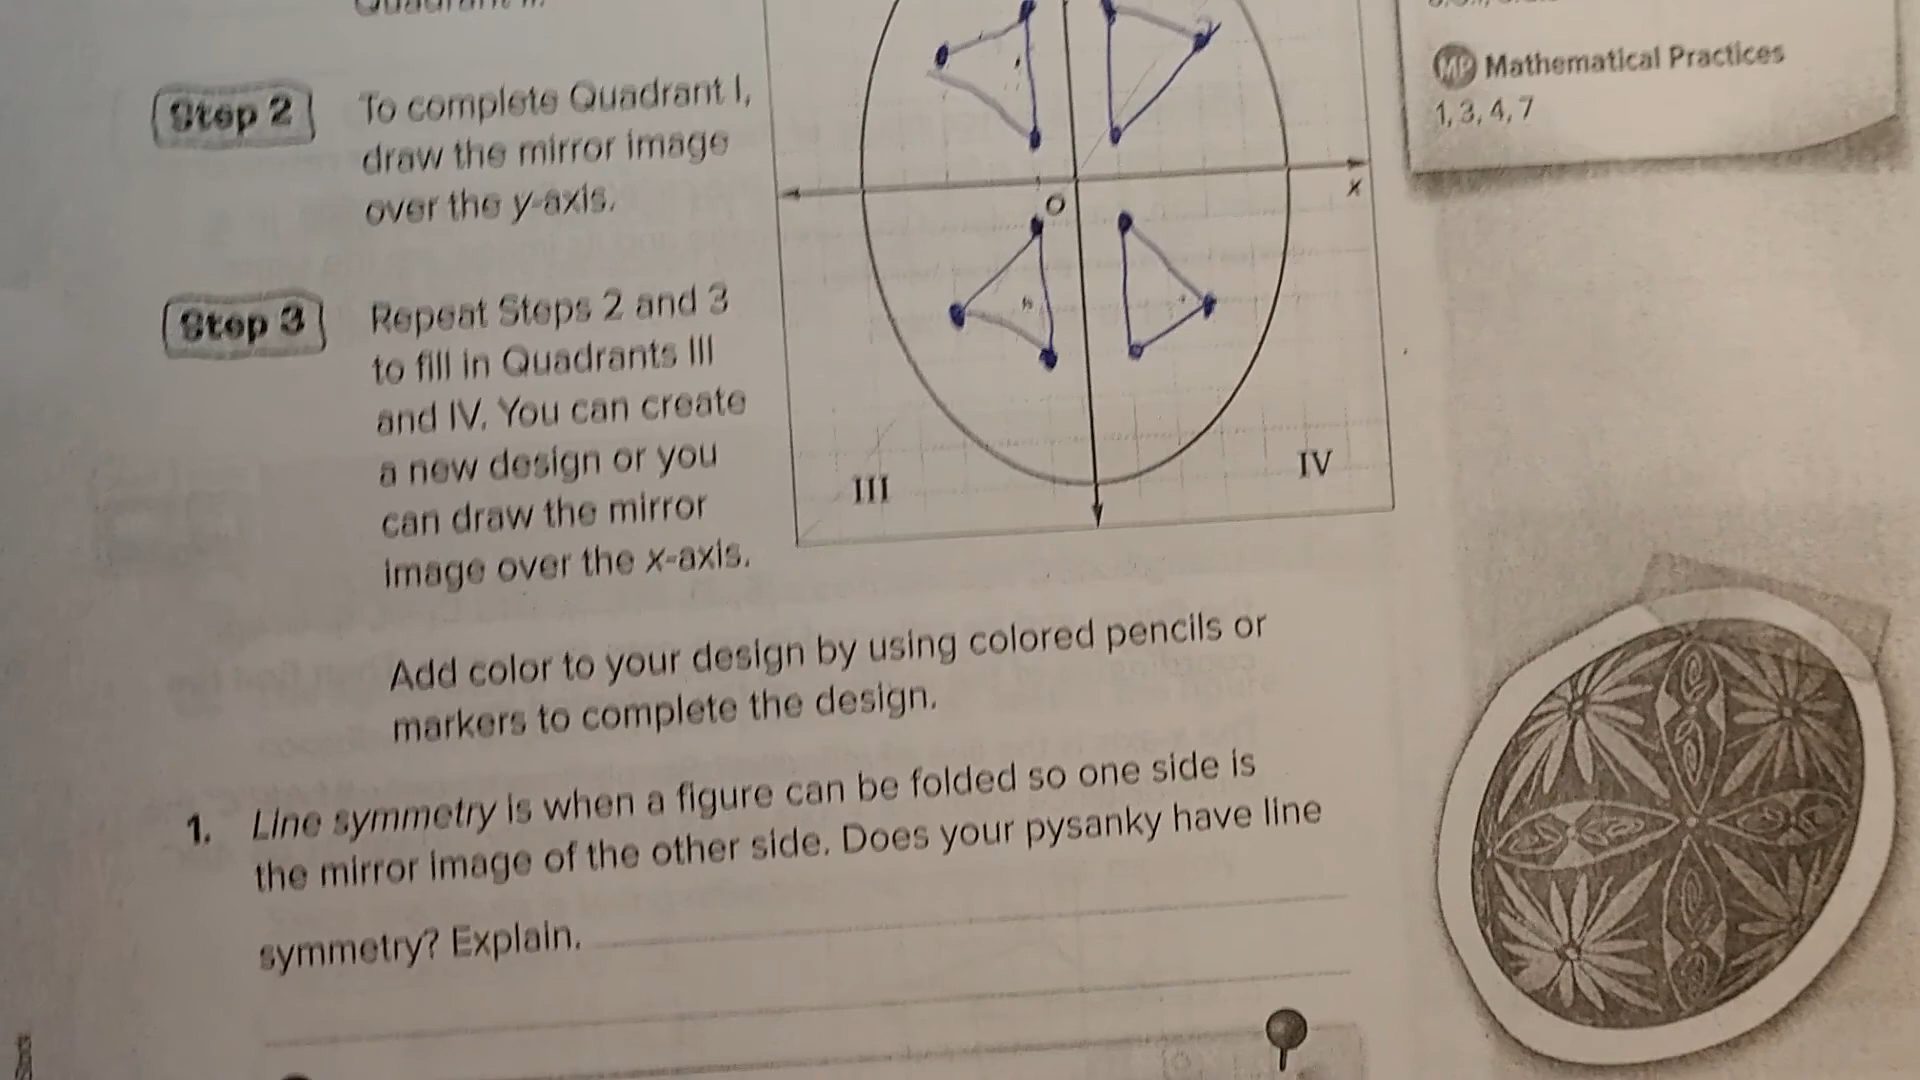 Quadrant II.
Step 2
To complete Quadrant I,
draw the mirror image
over the y-axis.
Step 3
Repeat Steps 2 and 3
to fill in Quadrants III
and IV. You can create
a new design or you
can draw the mirror
image over the x-axis.
x
O
III
IV
MP Mathematical Practices
1, 3, 4, 7
Add color to your design by using colored pencils or
markers to complete the design.
1. Line symmetry is when a figure can be folded so one side is
the mirror image of the other side. Does your pysanky have line
symmetry? Explain.